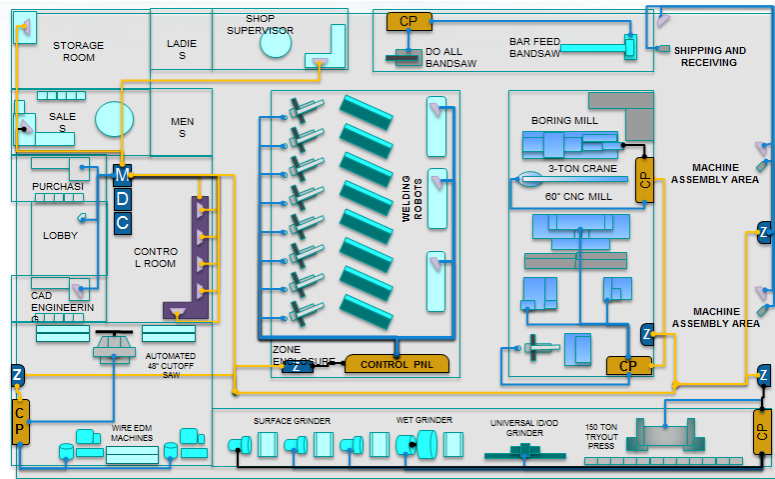 STORAGE
ROOM
LADIE
S
SHOP
SUPERVISOR
CP
DO ALL
BANDSAW
BAR FEED
BANDSAW
SHIPPING AND
RECEIVING
SALE
S
MEN
S
BORING MILL
3-TON CRANE
CP
60" CNC MILL
MACHINE
ASSEMBLY AREA
WELDING
ROBOTS
M
D
C
PURCHASI
LOBBY
CONTRO
L ROOM
Z
CAD
ENGINEERIN
G
MACHINE
ASSEMBLY AREA
Z
AUTOMATED
48" CUTOFF
SAW
ZONE
ENCLOSURE
Z
CONTROL PNL
CP
Z
Z
C
P
WIRE EDM
MACHINES
SURFACE GRINDER
WET GRINDER
UNIVERSAL ID/OD
GRINDER
150 TON
TRYOUT
PRESS
CP